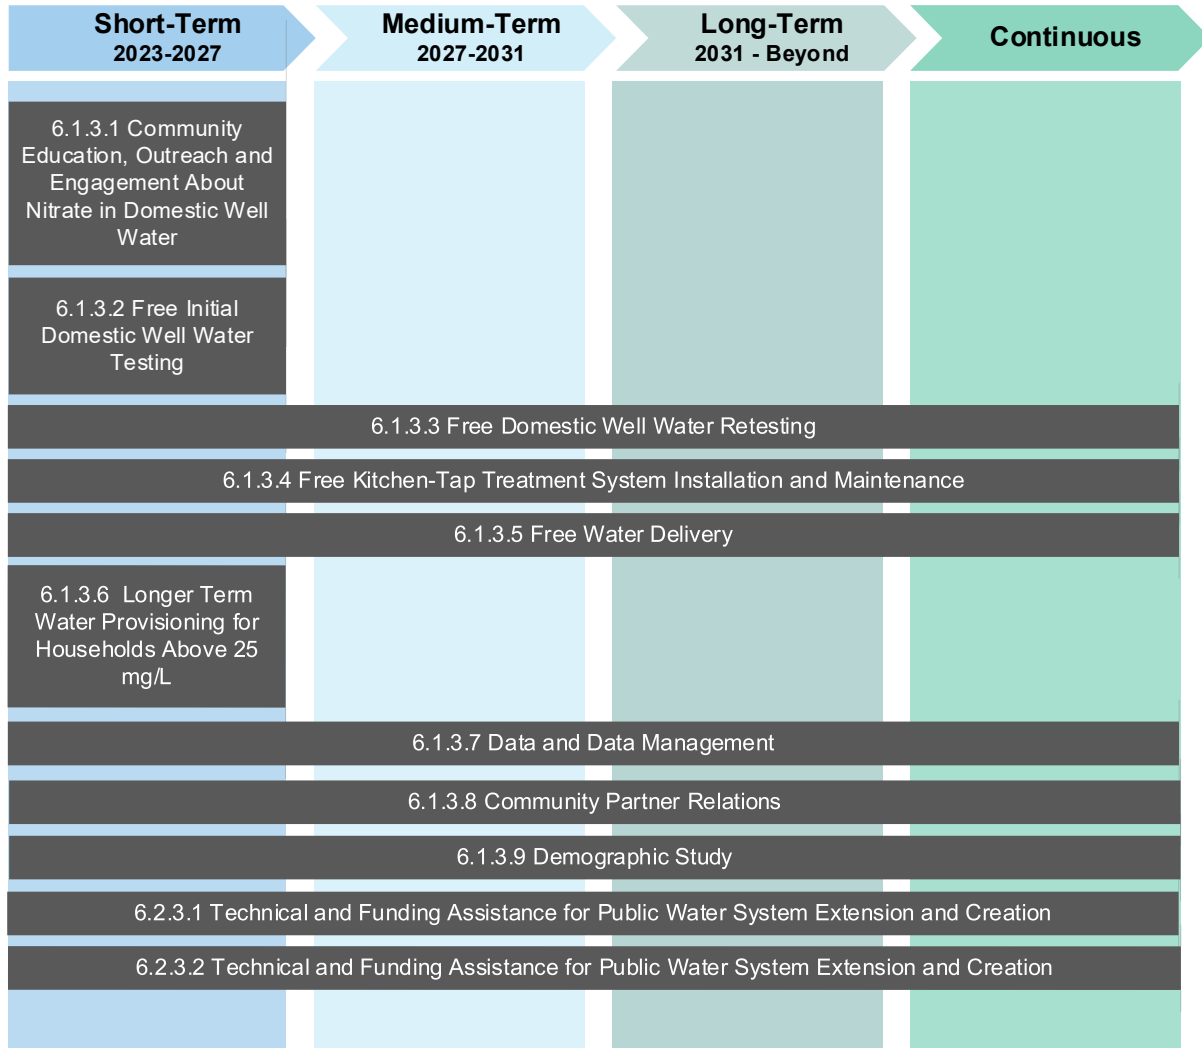 Short-Term
2023-2027
Medium-Term
2027-2031
Long-Term
2031 - Beyond
Continuous
6.1.3.1 Community
Education, Outreach and
Engagement About
Nitrate in Domestic Well
Water
6.1.3.2 Free Initial
Domestic Well Water
Testing
6.1.3.3 Free Domestic Well Water Retesting
6.1.3.4 Free Kitchen-Tap Treatment System Installation and Maintenance
6.1.3.5 Free Water Delivery
6.1.3.6 Longer Term
Water Provisioning for
Households Above 25
mg/L
6.1.3.7 Data and Data Management
6.1.3.8 Community Partner Relations
6.1.3.9 Demographic Study
6.2.3.1 Technical and Funding Assistance for Public Water System Extension and Creation
6.2.3.2 Technical and Funding Assistance for Public Water System Extension and Creation